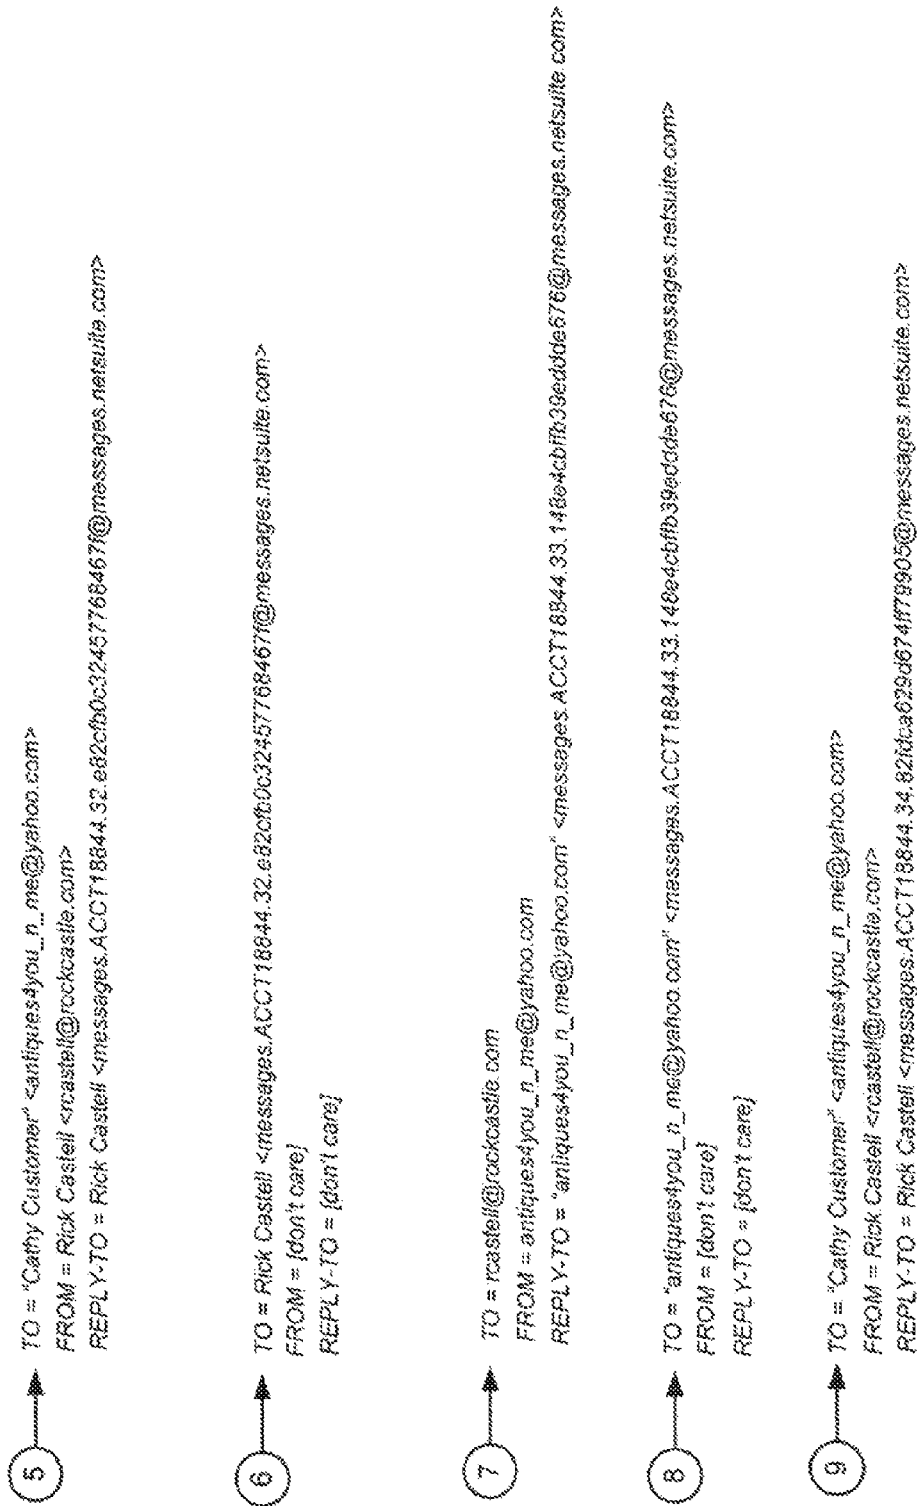 5
TO = "Cathy Customer" <antiques4you_n_me@yahoo.com>
FROM = Rick Castell <rcastell@rockcastle.com>
REPLY-TO = Rick Castell <messages.ACCT18844.32.e82cfb0c32457768467f@messages.netsuite.com>
6
TO = Rick Castell <messages.ACCT18844.32.e82cfb0c32457768467f@messages.netsuite.com>
FROM = [don't care]
REPLY-TO = [don't care]
7
TO = rcastell@rockcastle.com
FROM = antiques4you_n_me@yahoo.com
REPLY-TO = "antiques4you_n_me@yahoo.com" <messages.ACCT18844.33.148e4cbffb39eddde676@messages.netsuite.com>
8
TO = "antiques4you_n_me@yahoo.com" <messages.ACCT18844.33.148e4cbffb39eddde676@messages.netsuite.com>
FROM = [don't care]
REPLY-TO = [don't care]
9
TO = "Cathy Customer" <antiques4you_n_me@yahoo.com>
FROM = Rick Castell <rcastell@rockcastle.com>
REPLY-TO = Rick Castell <messages.ACCT18844.34.82fdca629d674ff79905@messages.netsuite.com>